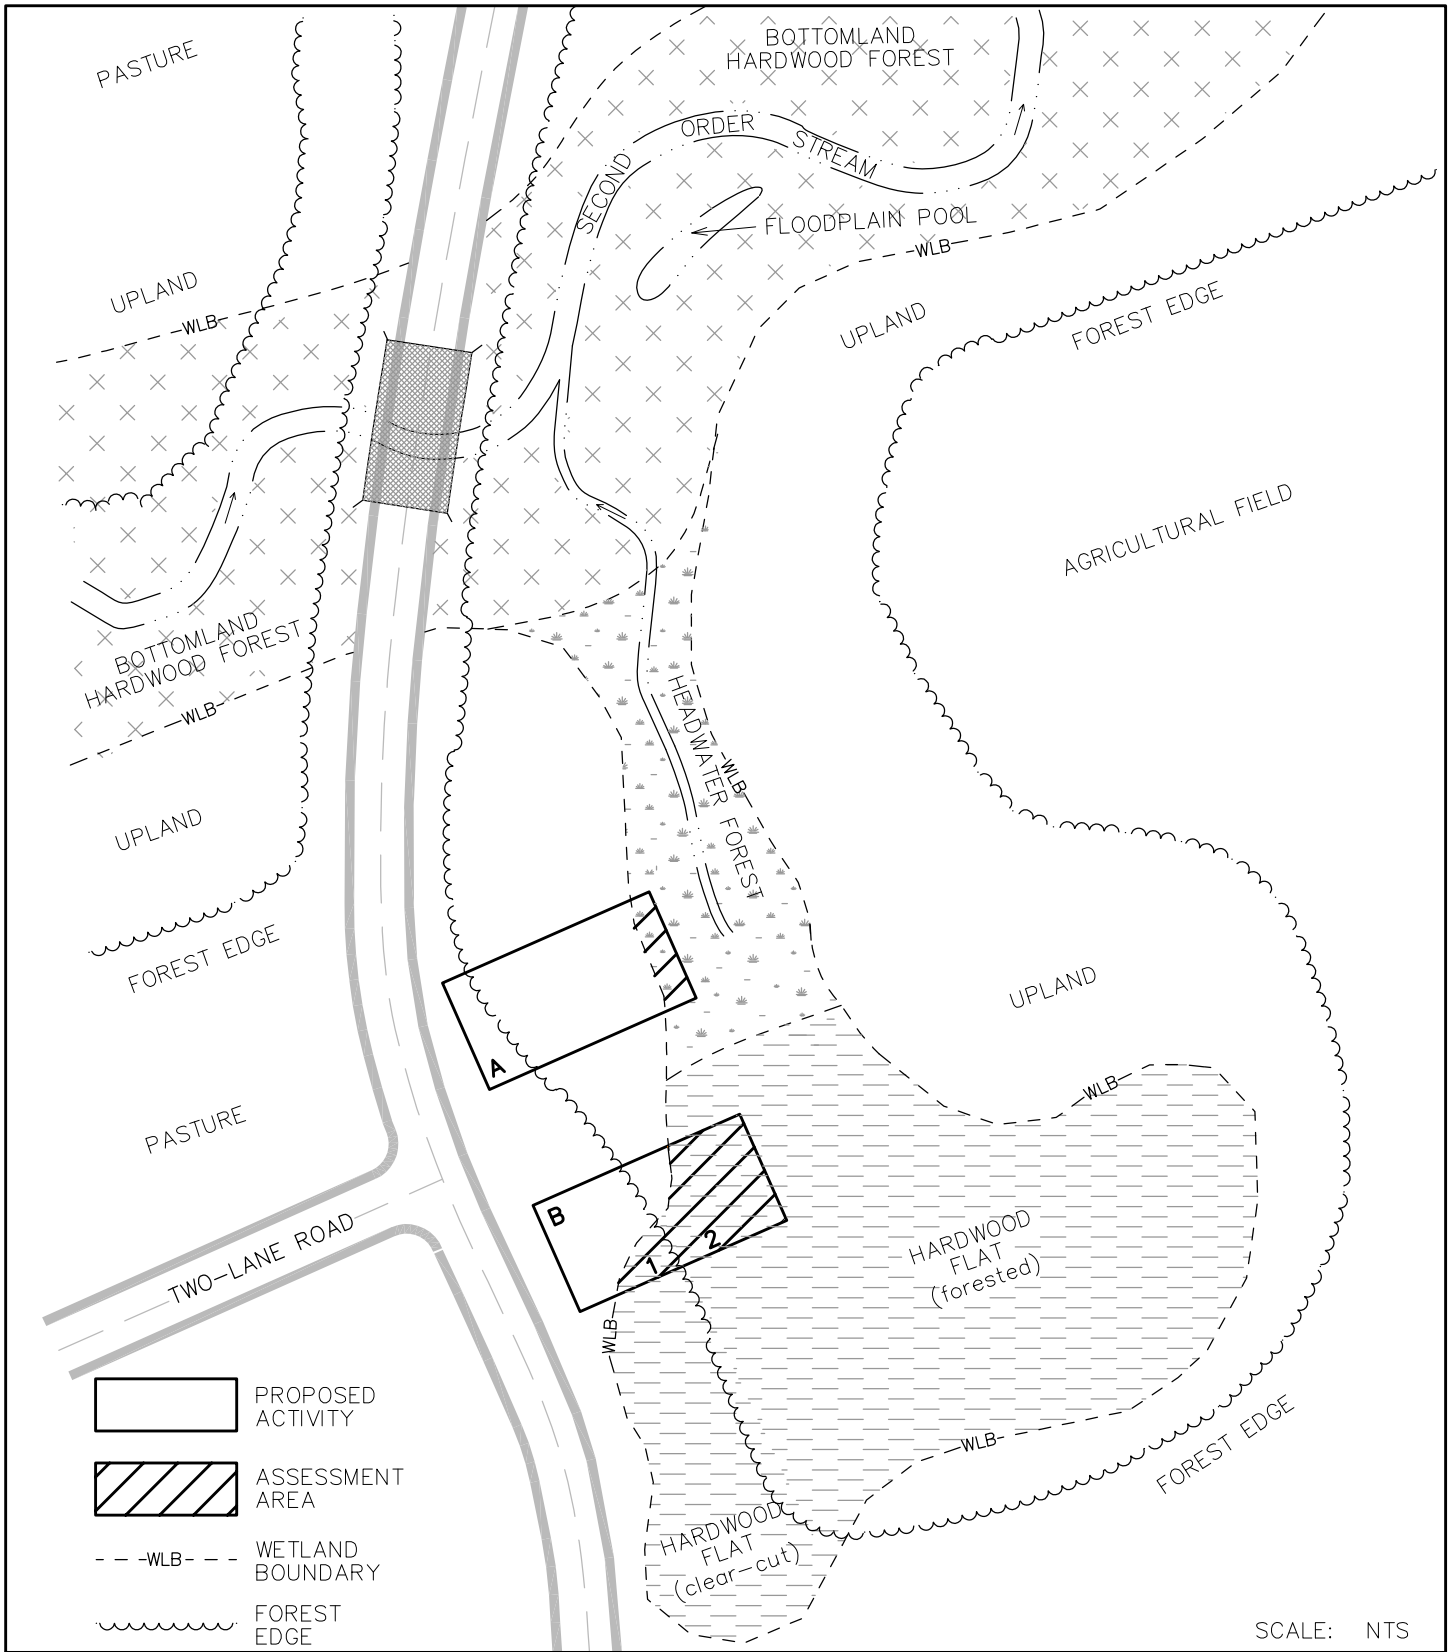 BOTTOMLAND
HARDWOOD FOREST
PASTURE
ORDER
STREAM
SECOND
FLOODPLAIN POOL
WLB
UPLAND
WLB
UPLAND
FOREST EDGE
AGRICULTURAL FIELD
BOTTOMLAND
HARDWOOD FOREST
WLB
HEADWATER FOREST
WLB
UPLAND
FOREST EDGE
UPLAND
A
PASTURE
WLB
B
1
2
TWO-LANE ROAD
HARDWOOD
FLAT
(forested)
WLB
WLB
FOREST EDGE
HARDWOOD
FLAT
(clear-cut)
PROPOSED
ACTIVITY
ASSESSMENT
AREA
WLB
WETLAND
BOUNDARY
FOREST
EDGE
SCALE: NTS